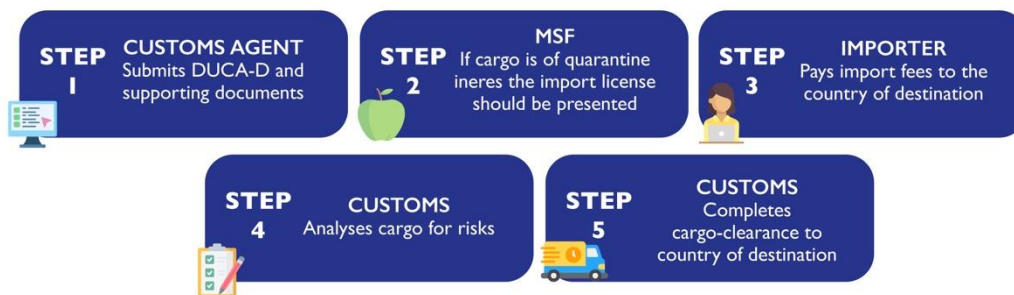 STEP
1
CUSTOMS AGENT
Submits DUCA-D and
supporting documents
STEP
2
MSF
If cargo is of quarantine
ineres the import license
should be presented
STEP
3
IMPORTER
Pays import fees to the
country of destination
STEP
4
CUSTOMS
Analyses cargo for risks
STEP
5
CUSTOMS
Completes
cargo-clearance to
country of destination